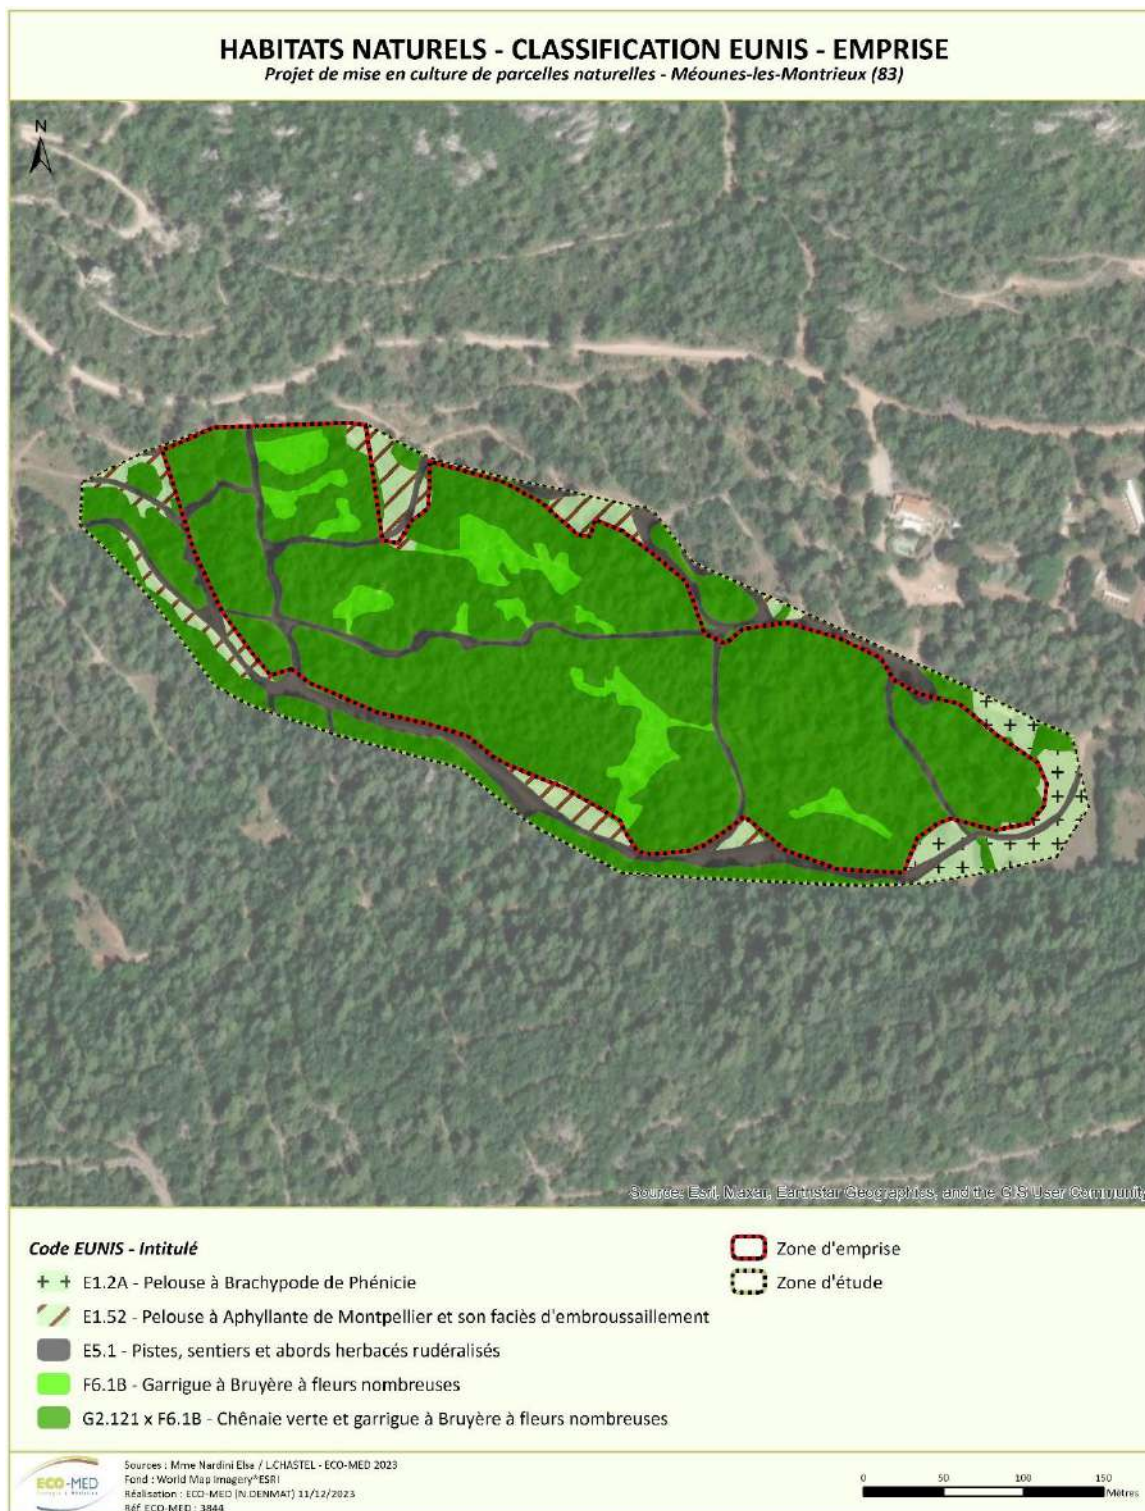 HABITATS NATURELS - CLASSIFICATION EUNIS - EMPRISE
Projet de mise en culture de parcelles naturelles - Méounes-les-Montrieux (83)
N
Source: Esri, Maxar, Earthstar Geographics, and the GIS User Community
Code EUNIS - Intitulé
E1.2A - Pelouse à Brachypode de Phénicie
E1.52 - Pelouse à Aphyllante de Montpellier et son faciès d'embroussaillement
E5.1 - Pistes, sentiers et abords herbacés rudéralisés
F6.1B - Garrigue à Bruyère à fleurs nombreuses
G2.121 x F6.1B - Chênaie verte et garrigue à Bruyère à fleurs nombreuses
Zone d'emprise
Zone d'étude
ECO-MED
Sources : Mme Nardini Elsa / L.CHASTEL - ECO-MED 2023
Fond : World Map Imagery*ESRI
Réalisation : ECO-MED (N.DENMAT) 11/12/2023
Réf. ECO-MED : 3844
0 50 100 150
Mètres